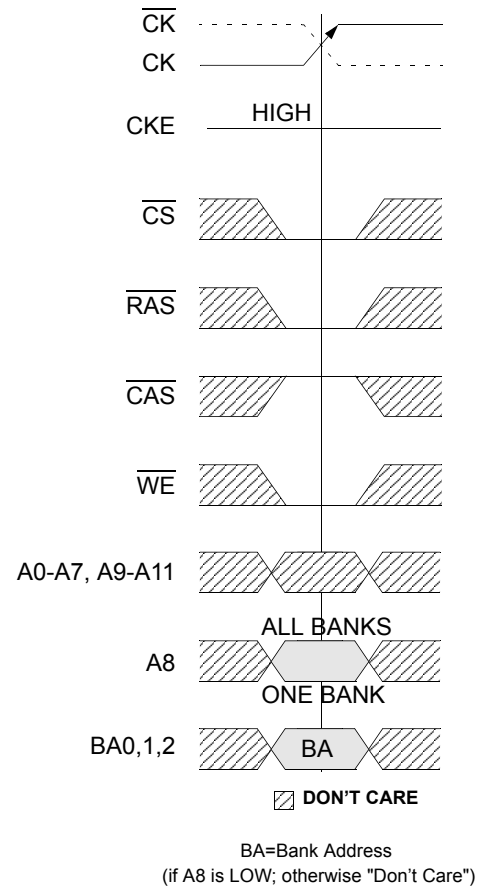 CK
CK
CKE HIGH
CS
RAS
CAS
WE
A0-A7, A9-A11
ALL BANKS
A8
ONE BANK
BA0,1,2 BA
DON'T CARE
BA=Bank Address
(if A8 is LOW; otherwise "Don't Care")